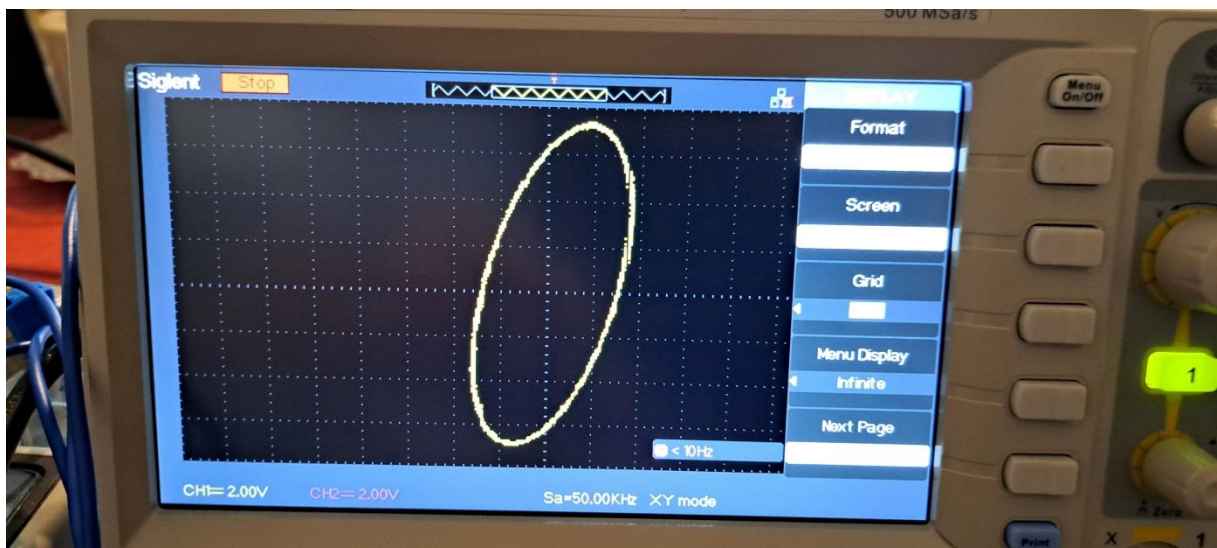 500 MSa/s
Siglent Stop
DISPLAY
Format
Screen
Grid
Menu Display
Infinite
Next Page
< 10Hz
CH1= 2.00V CH2= 2.00V Sa=50.00KHz XY mode
Menu
On/Off
1
Zero
Print
X 1